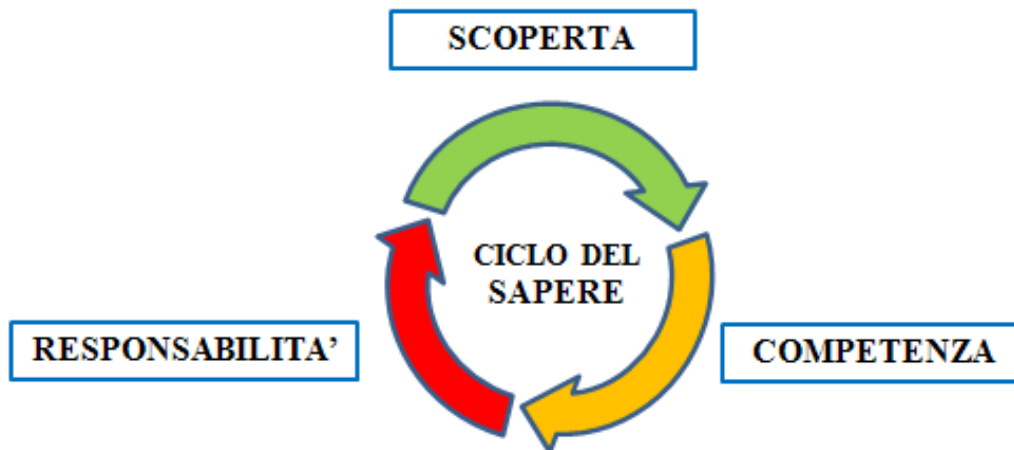 SCOPERTA
CICLO DEL
SAPERE
RESPONSABILITA’
COMPETENZA